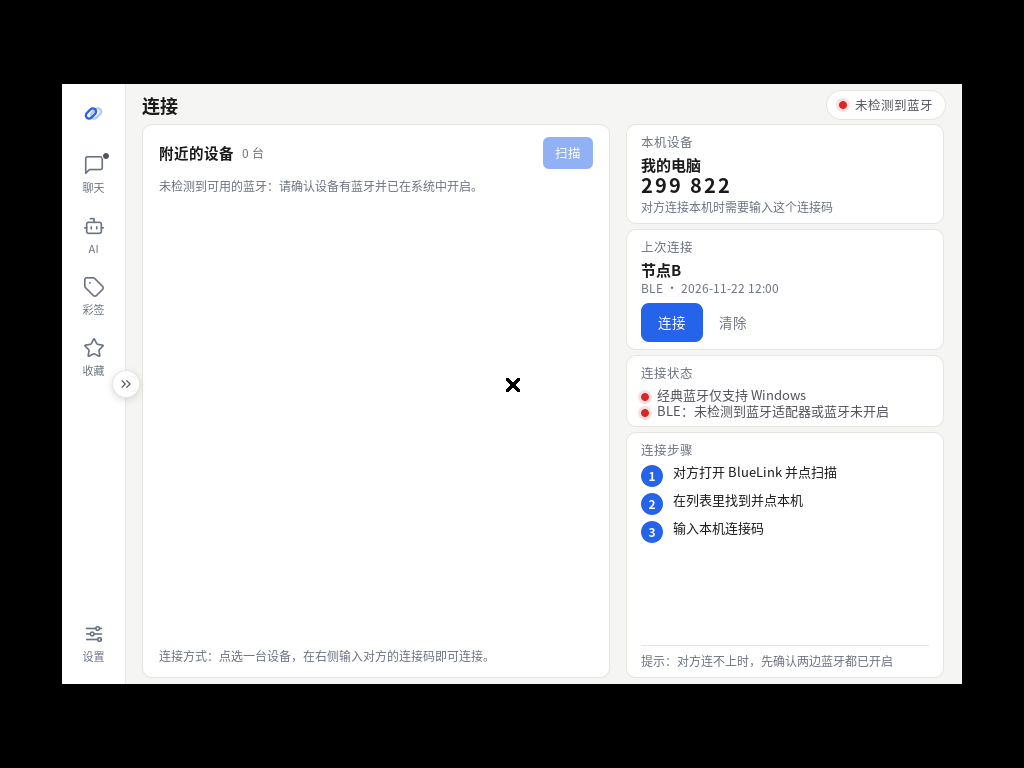 连接
未检测到蓝牙
聊天
AI
彩签
收藏
设置
附近的设备 0 台
扫描
未检测到可用的蓝牙：请确认设备有蓝牙并已在系统中开启。
连接方式：点选一台设备，在右侧输入对方的连接码即可连接。
本机设备
我的电脑
299 822
对方连接本机时需要输入这个连接码
上次连接
节点B
BLE · 2026-11-22 12:00
连接 清除
连接状态
经典蓝牙仅支持 Windows
BLE：未检测到蓝牙适配器或蓝牙未开启
连接步骤
1 对方打开 BlueLink 并点扫描
2 在列表里找到并点本机
3 输入本机连接码
提示：对方连不上时，先确认两边蓝牙都已开启